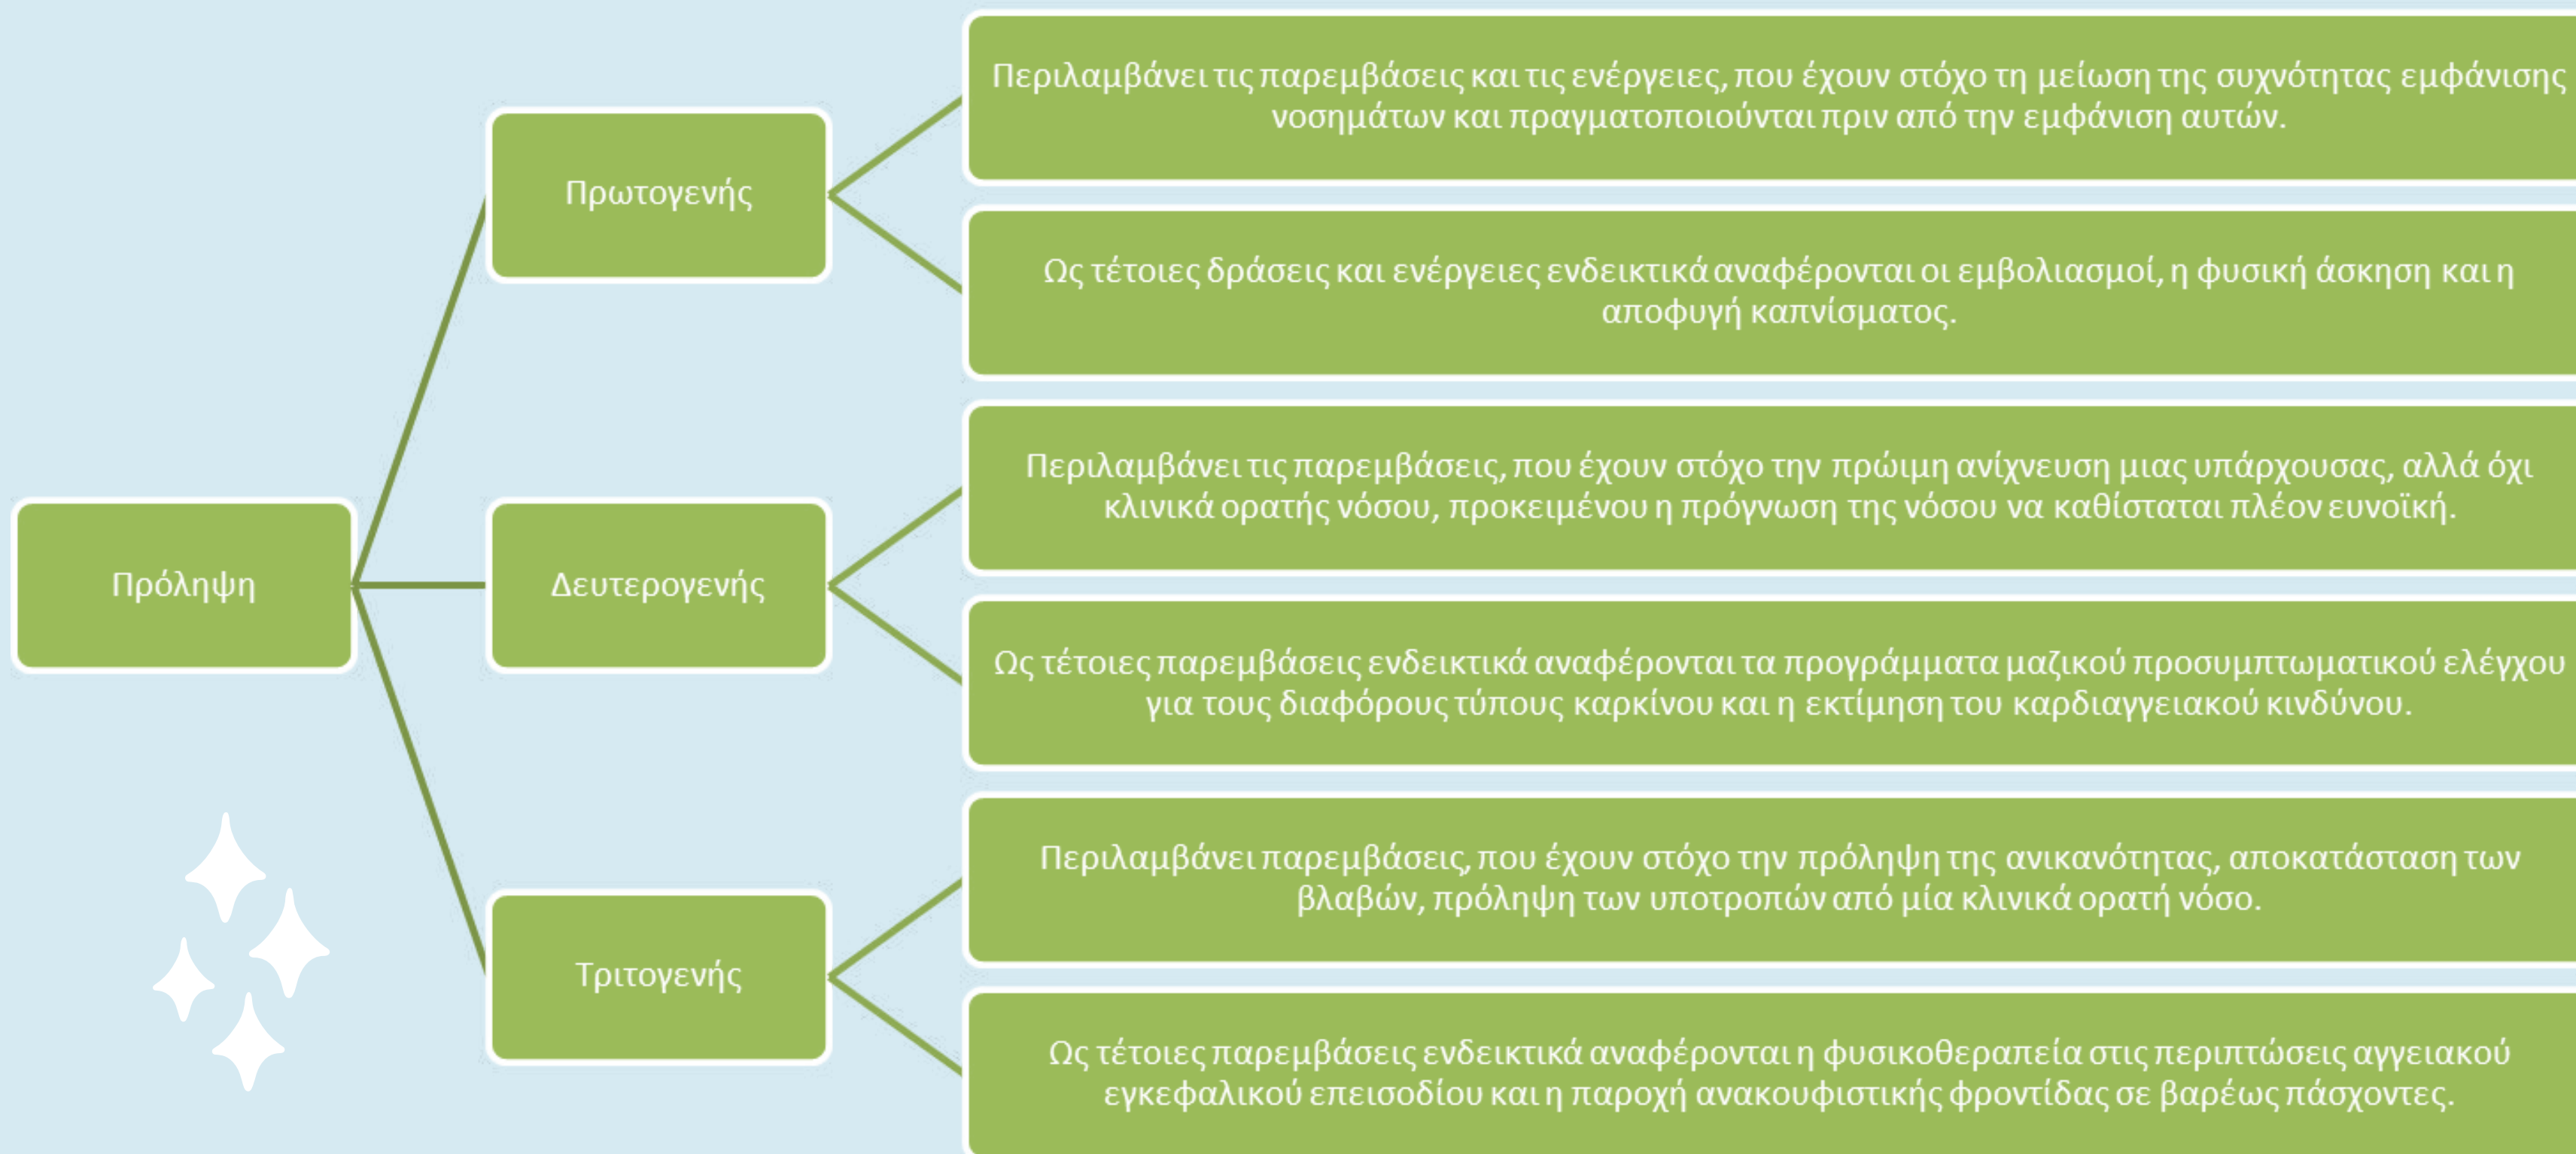 Πρόληψη
Πρωτογενής
Περιλαμβάνει τις παρεμβάσεις και τις ενέργειες, που έχουν στόχο τη μείωση της συχνότητας εμφάνισης
νοσημάτων και πραγματοποιούνται πριν από την εμφάνιση αυτών.
Ως τέτοιες δράσεις και ενέργειες ενδεικτικά αναφέρονται οι εμβολιασμοί, η φυσική άσκηση και η
αποφυγή καπνίσματος.
Δευτερογενής
Περιλαμβάνει τις παρεμβάσεις, που έχουν στόχο την πρώιμη ανίχνευση μιας υπάρχουσας, αλλά όχι
κλινικά ορατής νόσου, προκειμένου η πρόγνωση της νόσου να καθίσταται πλέον ευνοϊκή.
Ως τέτοιες παρεμβάσεις ενδεικτικά αναφέρονται τα προγράμματα μαζικού προσυμπτωματικού ελέγχου
για τους διαφόρους τύπους καρκίνου και η εκτίμηση του καρδιαγγειακού κινδύνου.
Τριτογενής
Περιλαμβάνει παρεμβάσεις, που έχουν στόχο την πρόληψη της ανικανότητας, αποκατάσταση των
βλαβών, πρόληψη των υποτροπών από μία κλινικά ορατή νόσο.
Ως τέτοιες παρεμβάσεις ενδεικτικά αναφέρονται η φυσικοθεραπεία στις περιπτώσεις αγγειακού
εγκεφαλικού επεισοδίου και η παροχή ανακουφιστικής φροντίδας σε βαρέως πάσχοντες.